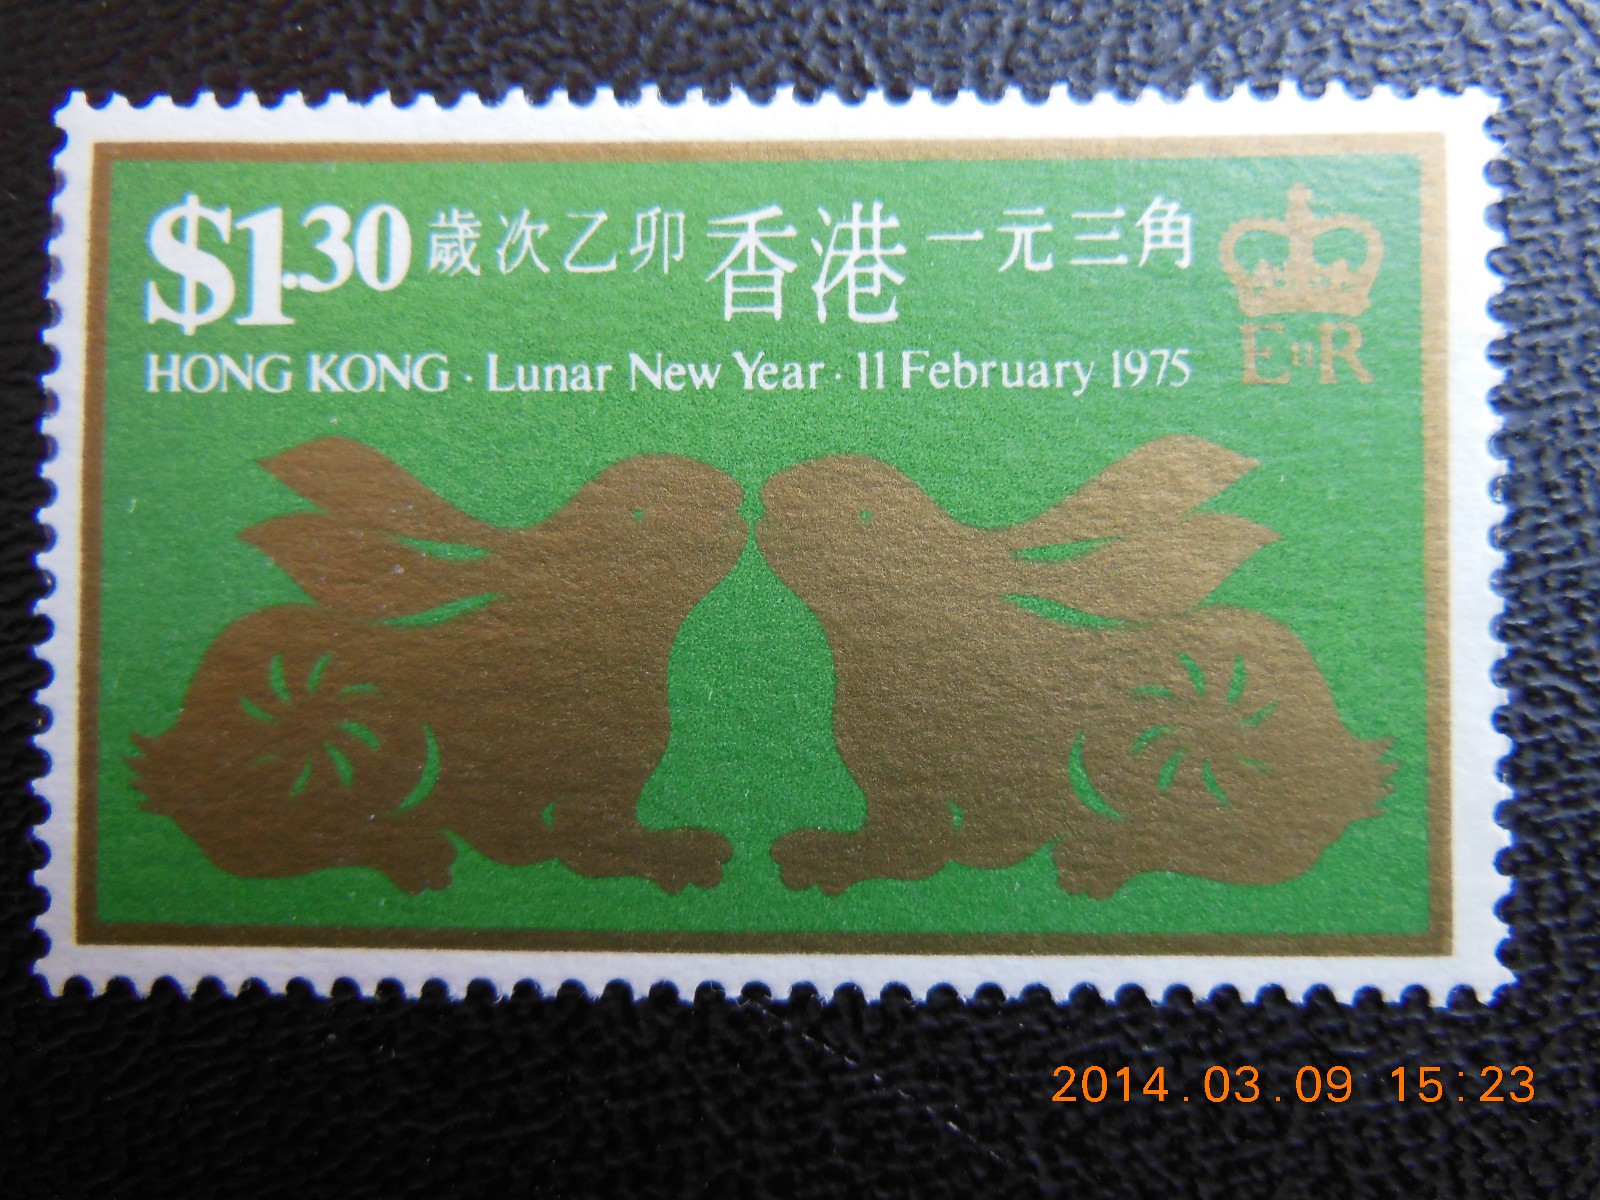 $1.30 歲次乙卯 香港 一元三角
HONG KONG · Lunar New Year · 11 February 1975
EIIR
2014.03.09 15:23